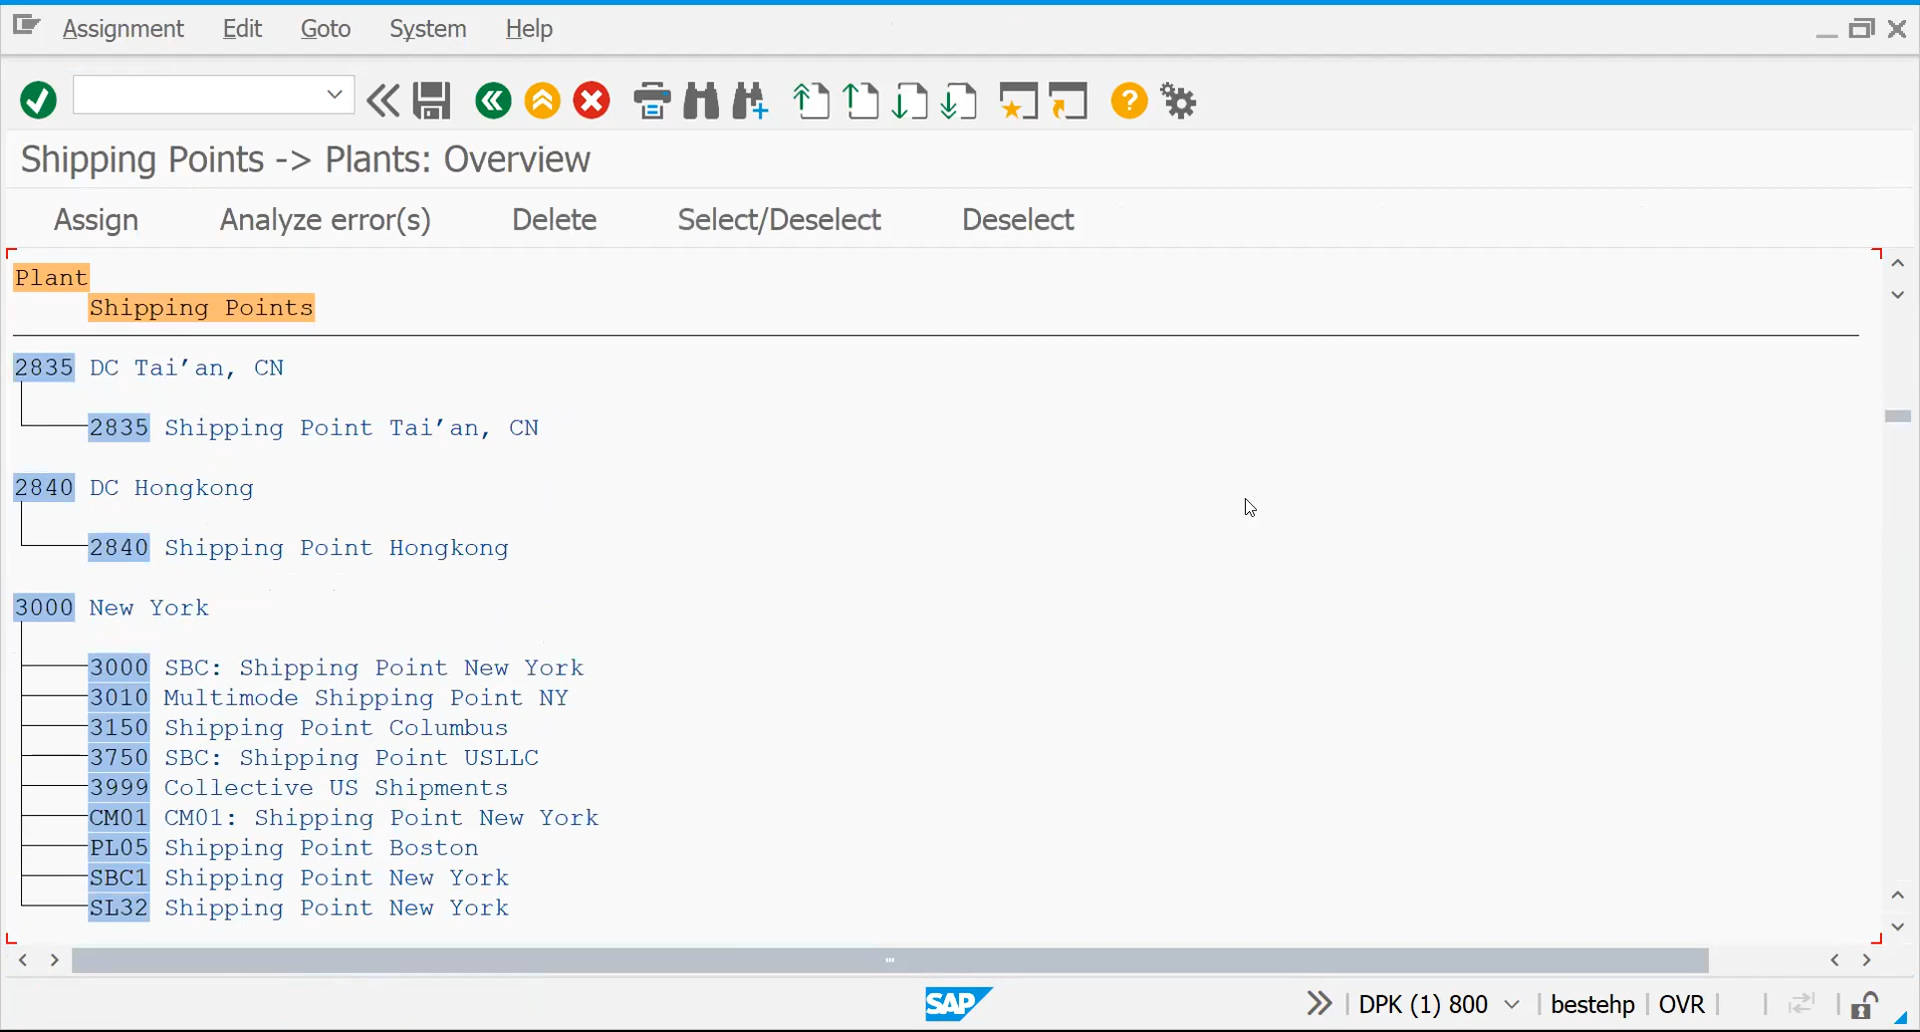 Assignment Edit Goto System Help
Shipping Points -> Plants: Overview
Assign Analyze error(s) Delete Select/Deselect Deselect
Plant
Shipping Points
2835 DC Tai’an, CN
2835 Shipping Point Tai’an, CN
2840 DC Hongkong
2840 Shipping Point Hongkong
3000 New York
3000 SBC: Shipping Point New York
3010 Multimode Shipping Point NY
3150 Shipping Point Columbus
3750 SBC: Shipping Point USLLC
3999 Collective US Shipments
CM01 CM01: Shipping Point New York
PL05 Shipping Point Boston
SBC1 Shipping Point New York
SL32 Shipping Point New York
SAP DPK (1) 800 bestehp OVR